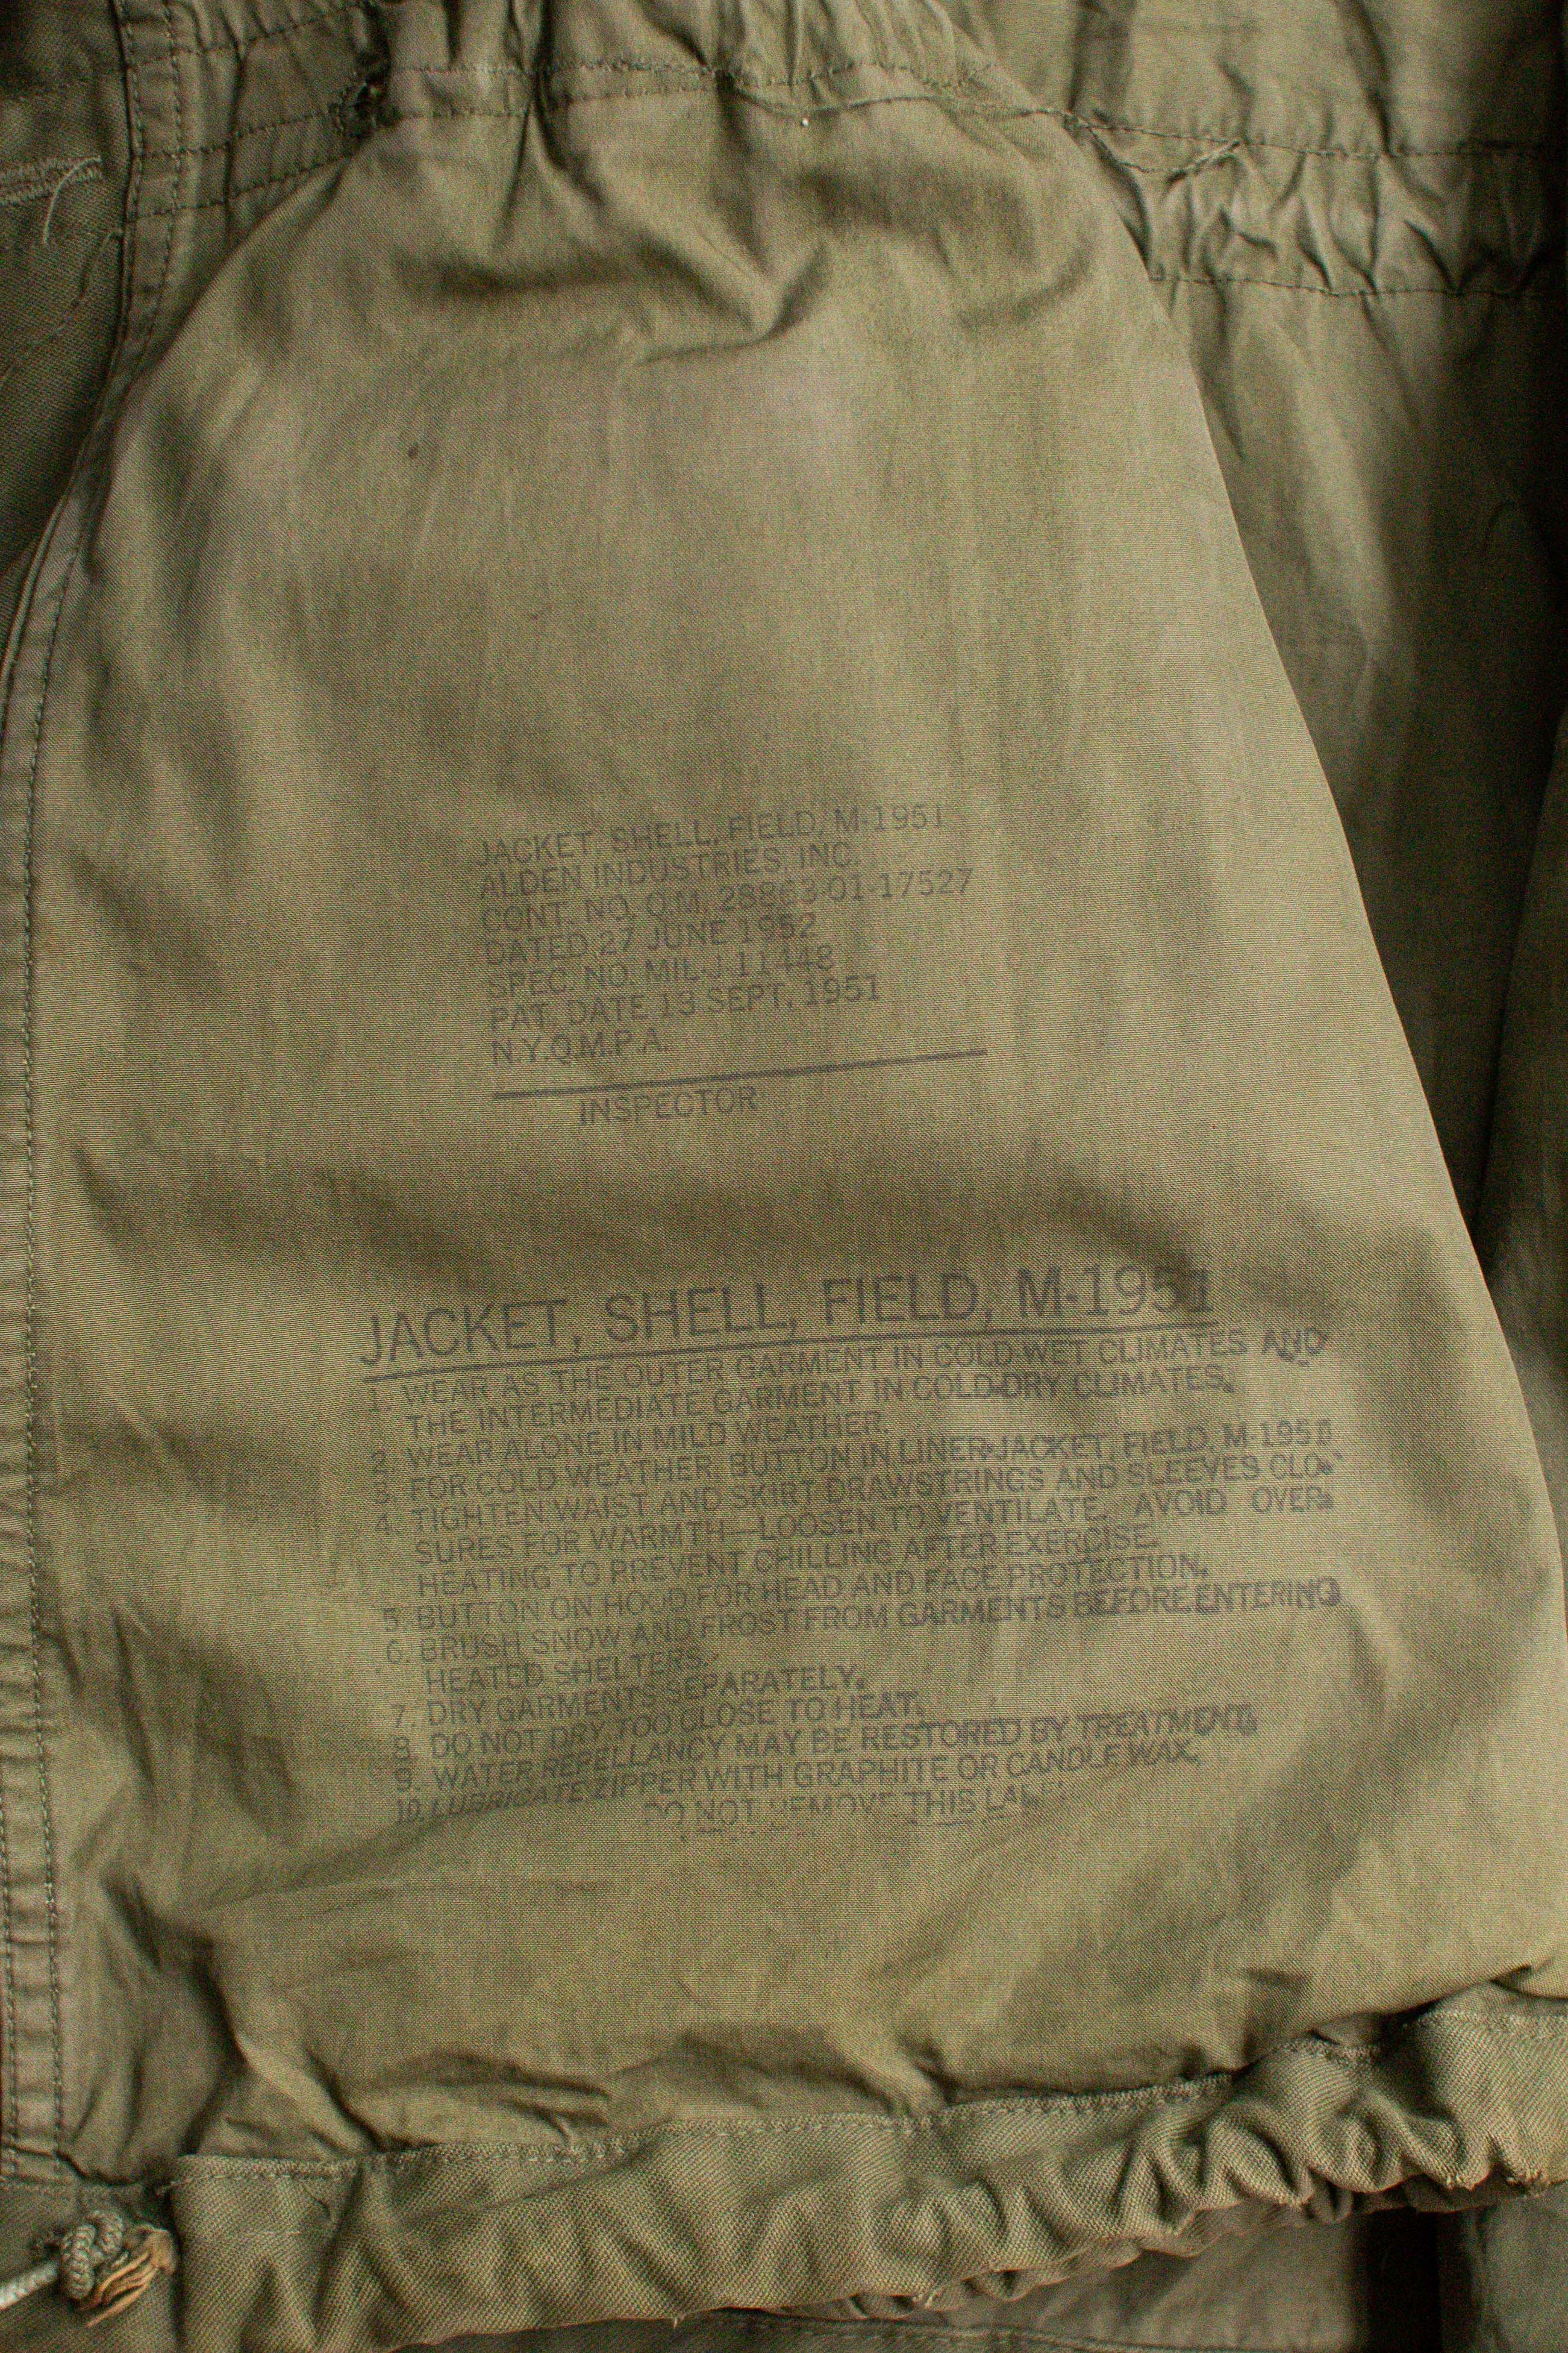 JACKET, SHELL, FIELD, M-1951
ALDEN INDUSTRIES, INC.
CONT. NO. Q.M. 28863-01-17527
DATED 27 JUNE 1952
SPEC. NO. MIL-J-11448
PAT. DATE 13 SEPT. 1951
N.Y.Q.M.P.A.
INSPECTOR
JACKET, SHELL, FIELD, M-1951
1. WEAR AS THE OUTER GARMENT IN COLD-WET CLIMATES AND
THE INTERMEDIATE GARMENT IN COLD-DRY CLIMATES.
2. WEAR ALONE IN MILD WEATHER.
3. FOR COLD WEATHER, BUTTON IN LINER-JACKET, FIELD, M-1951
4. TIGHTEN WAIST AND SKIRT DRAWSTRINGS AND SLEEVES CLO-
SURES FOR WARMTH—LOOSEN TO VENTILATE. AVOID OVER-
HEATING TO PREVENT CHILLING AFTER EXERCISE.
5. BUTTON ON HOOD FOR HEAD AND FACE PROTECTION.
6. BRUSH SNOW AND FROST FROM GARMENTS BEFORE ENTERING
HEATED SHELTERS.
7. DRY GARMENTS SEPARATELY.
8. DO NOT DRY TOO CLOSE TO HEAT.
9. WATER REPELLANCY MAY BE RESTORED BY TREATMENT.
10. LUBRICATE ZIPPER WITH GRAPHITE OR CANDLE WAX.
DO NOT REMOVE THIS